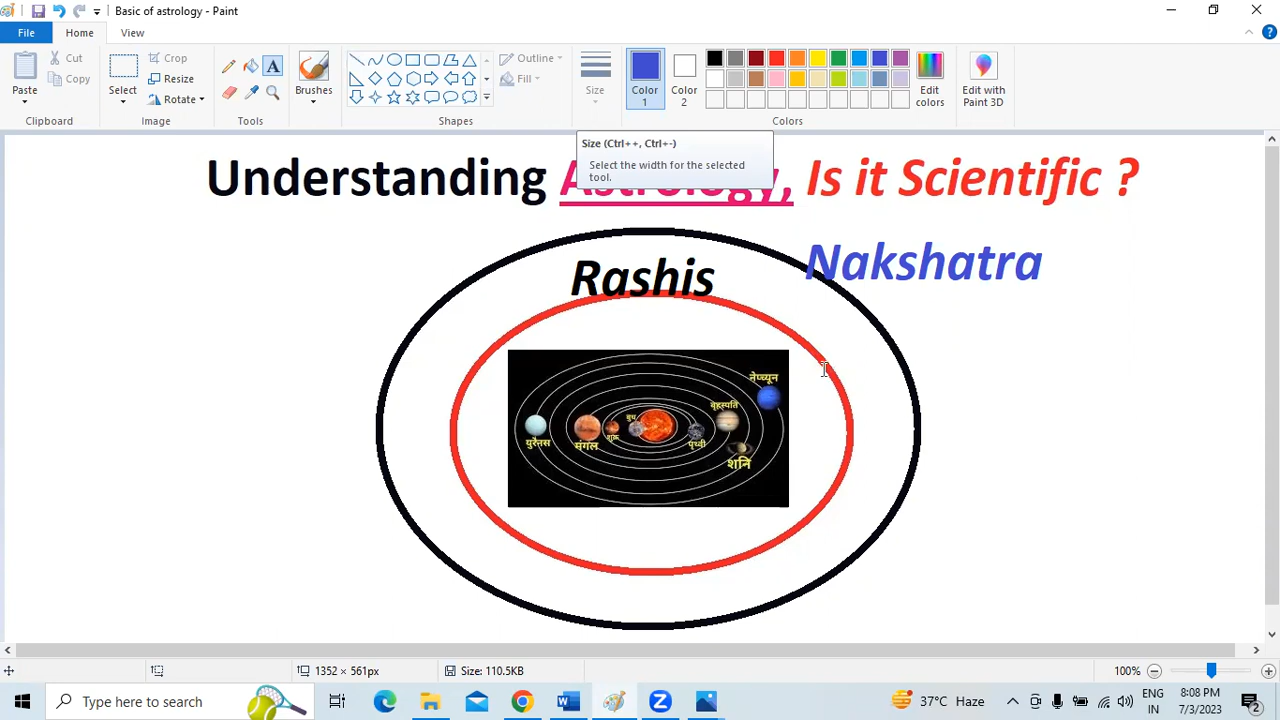 Basic of astrology - Paint
File Home View
Paste
Cut
Copy
Clipboard
Select
Crop
Resize
Rotate
Image
A
Tools
Brushes
Shapes
Outline
Fill
Size
Color 1
Color 2
Edit colors
Colors
Edit with Paint 3D
Size (Ctrl++, Ctrl+-)
Select the width for the selected
tool.
Understanding Astrology, Is it Scientific ?
Nakshatra
Rashis
नेप्च्यून
बृहस्पति
बुध
युरेनस
मंगल
शुक्र
पृथ्वी
शनि
1352 × 561px
Size: 110.5KB
100%
Type here to search
37°C Haze
ENG
IN
8:08 PM
7/3/2023
2